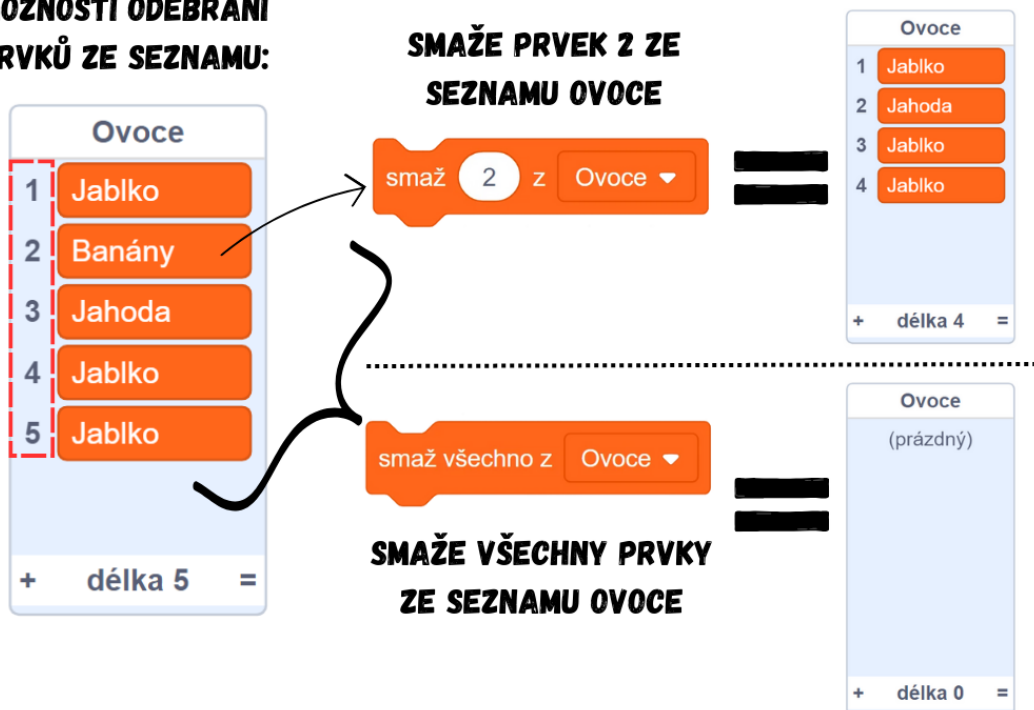 MOŽNOSTI ODEBRÁNÍ
PRVKŮ ZE SEZNAMU:
Ovoce
1 Jablko
2 Banány
3 Jahoda
4 Jablko
5 Jablko
+ délka 5 =
SMAŽE PRVEK 2 ZE
SEZNAMU OVOCE
smaž 2 z Ovoce
Ovoce
1 Jablko
2 Jahoda
3 Jablko
4 Jablko
+ délka 4 =
smaž všechno z Ovoce
SMAŽE VŠECHNY PRVKY
ZE SEZNAMU OVOCE
Ovoce
(prázdný)
+ délka 0 =